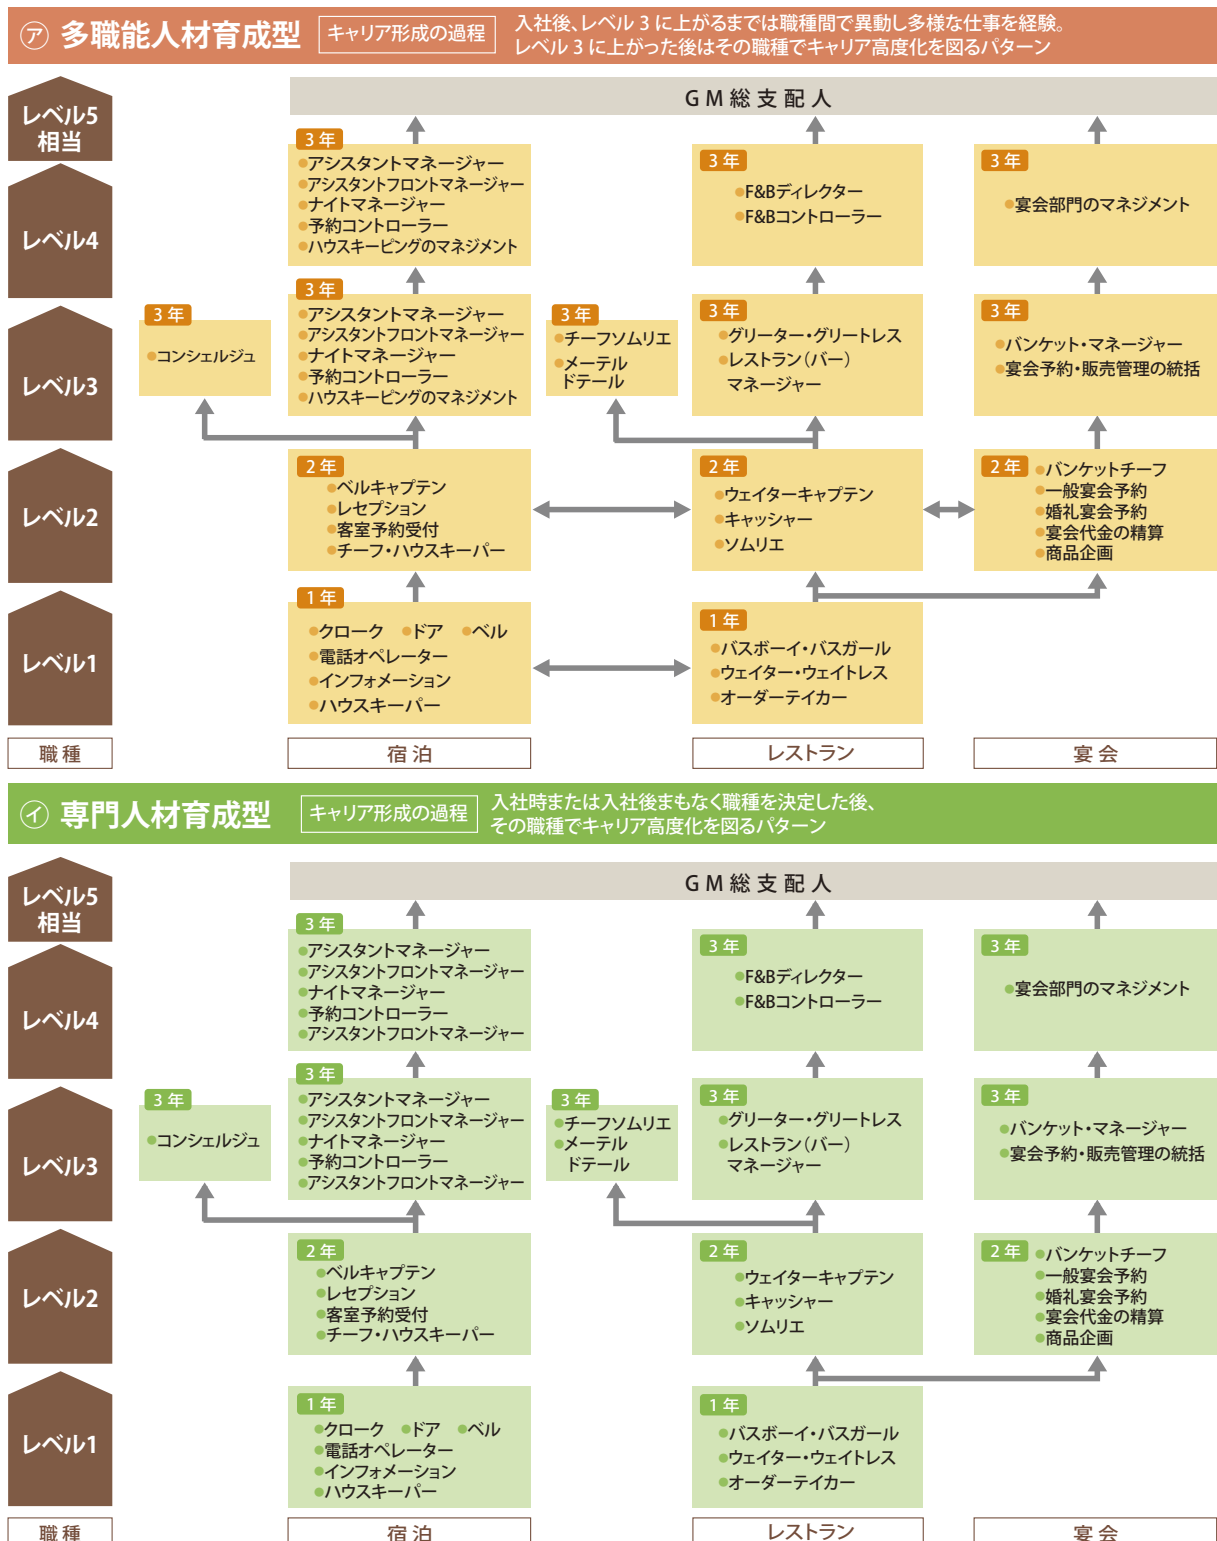 ア 多職能人材育成型
キャリア形成の過程
入社後、レベル3に上がるまでは職種間で異動し多様な仕事を経験。
レベル3に上がった後はその職種でキャリア高度化を図るパターン
レベル5
相当
GM総支配人
レベル4
3年
●アシスタントマネージャー
●アシスタントフロントマネージャー
●ナイトマネージャー
●予約コントローラー
●ハウスキーピングのマネジメント
3年
●F&Bディレクター
●F&Bコントローラー
3年
●宴会部門のマネジメント
レベル3
3年
●コンシェルジュ
3年
●アシスタントマネージャー
●アシスタントフロントマネージャー
●ナイトマネージャー
●予約コントローラー
●ハウスキーピングのマネジメント
3年
●チーフソムリエ
●メーテル
ドテール
3年
●グリーター・グリートレス
●レストラン(バー)
マネージャー
3年
●バンケット・マネージャー
●宴会予約・販売管理の統括
レベル2
2年
●ベルキャプテン
●レセプション
●客室予約受付
●チーフ・ハウスキーパー
2年
●ウェイターキャプテン
●キャッシャー
●ソムリエ
2年
●バンケットチーフ
●一般宴会予約
●婚礼宴会予約
●宴会代金の精算
●商品企画
レベル1
1年
●クローク ●ドア ●ベル
●電話オペレーター
●インフォメーション
●ハウスキーパー
1年
●バスボーイ・バスガール
●ウェイター・ウェイトレス
●オーダーテイカー
職種
宿泊
レストラン
宴会
イ 専門人材育成型
キャリア形成の過程
入社時または入社後まもなく職種を決定した後、
その職種でキャリア高度化を図るパターン
レベル5
相当
GM総支配人
レベル4
3年
●アシスタントマネージャー
●アシスタントフロントマネージャー
●ナイトマネージャー
●予約コントローラー
●アシスタントフロントマネージャー
3年
●F&Bディレクター
●F&Bコントローラー
3年
●宴会部門のマネジメント
レベル3
3年
●コンシェルジュ
3年
●アシスタントマネージャー
●アシスタントフロントマネージャー
●ナイトマネージャー
●予約コントローラー
●アシスタントフロントマネージャー
3年
●チーフソムリエ
●メーテル
ドテール
3年
●グリーター・グリートレス
●レストラン(バー)
マネージャー
3年
●バンケット・マネージャー
●宴会予約・販売管理の統括
レベル2
2年
●ベルキャプテン
●レセプション
●客室予約受付
●チーフ・ハウスキーパー
2年
●ウェイターキャプテン
●キャッシャー
●ソムリエ
2年
●バンケットチーフ
●一般宴会予約
●婚礼宴会予約
●宴会代金の精算
●商品企画
レベル1
1年
●クローク ●ドア ●ベル
●電話オペレーター
●インフォメーション
●ハウスキーパー
1年
●バスボーイ・バスガール
●ウェイター・ウェイトレス
●オーダーテイカー
職種
宿泊
レストラン
宴会